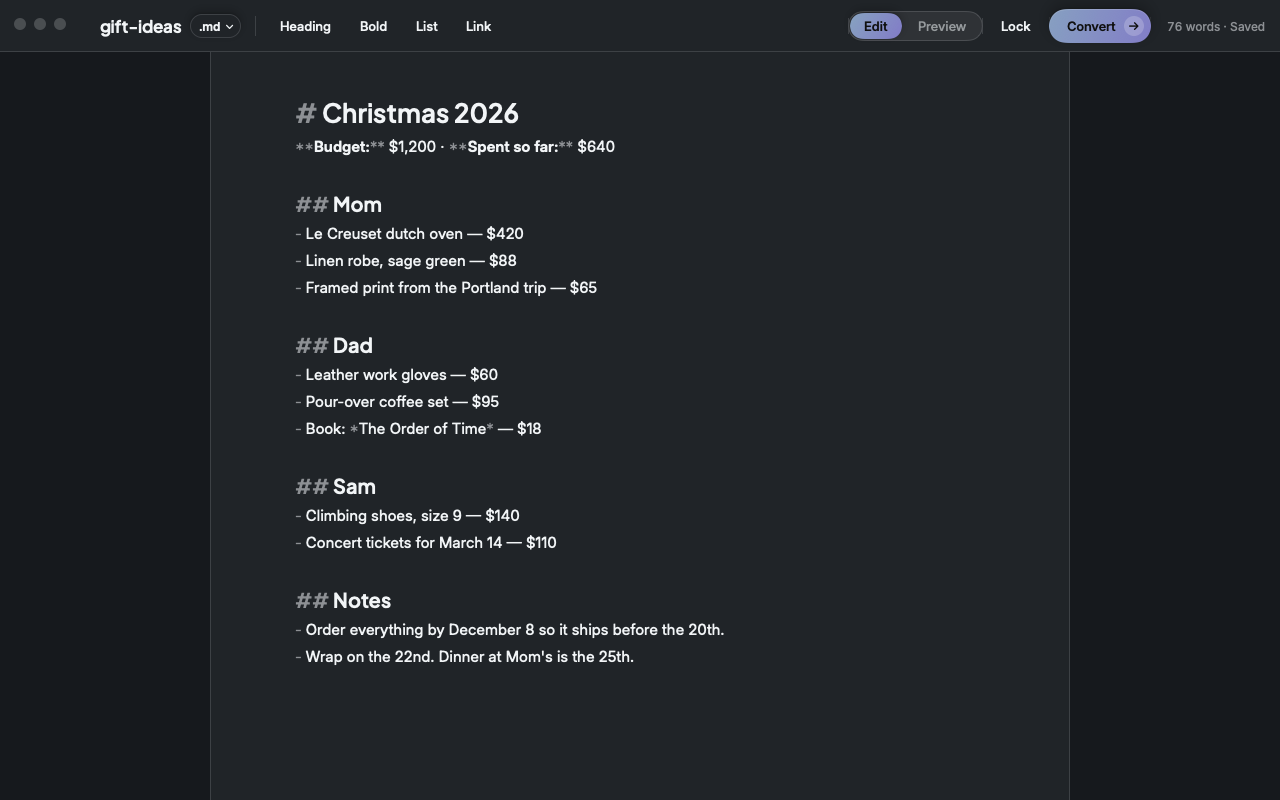 gift-ideas .md Heading Bold List Link Edit Preview Lock Convert → 76 words · Saved
# Christmas 2026
**Budget:** $1,200 · **Spent so far:** $640
## Mom
- Le Creuset dutch oven — $420
- Linen robe, sage green — $88
- Framed print from the Portland trip — $65
## Dad
- Leather work gloves — $60
- Pour-over coffee set — $95
- Book: *The Order of Time* — $18
## Sam
- Climbing shoes, size 9 — $140
- Concert tickets for March 14 — $110
## Notes
- Order everything by December 8 so it ships before the 20th.
- Wrap on the 22nd. Dinner at Mom's is the 25th.